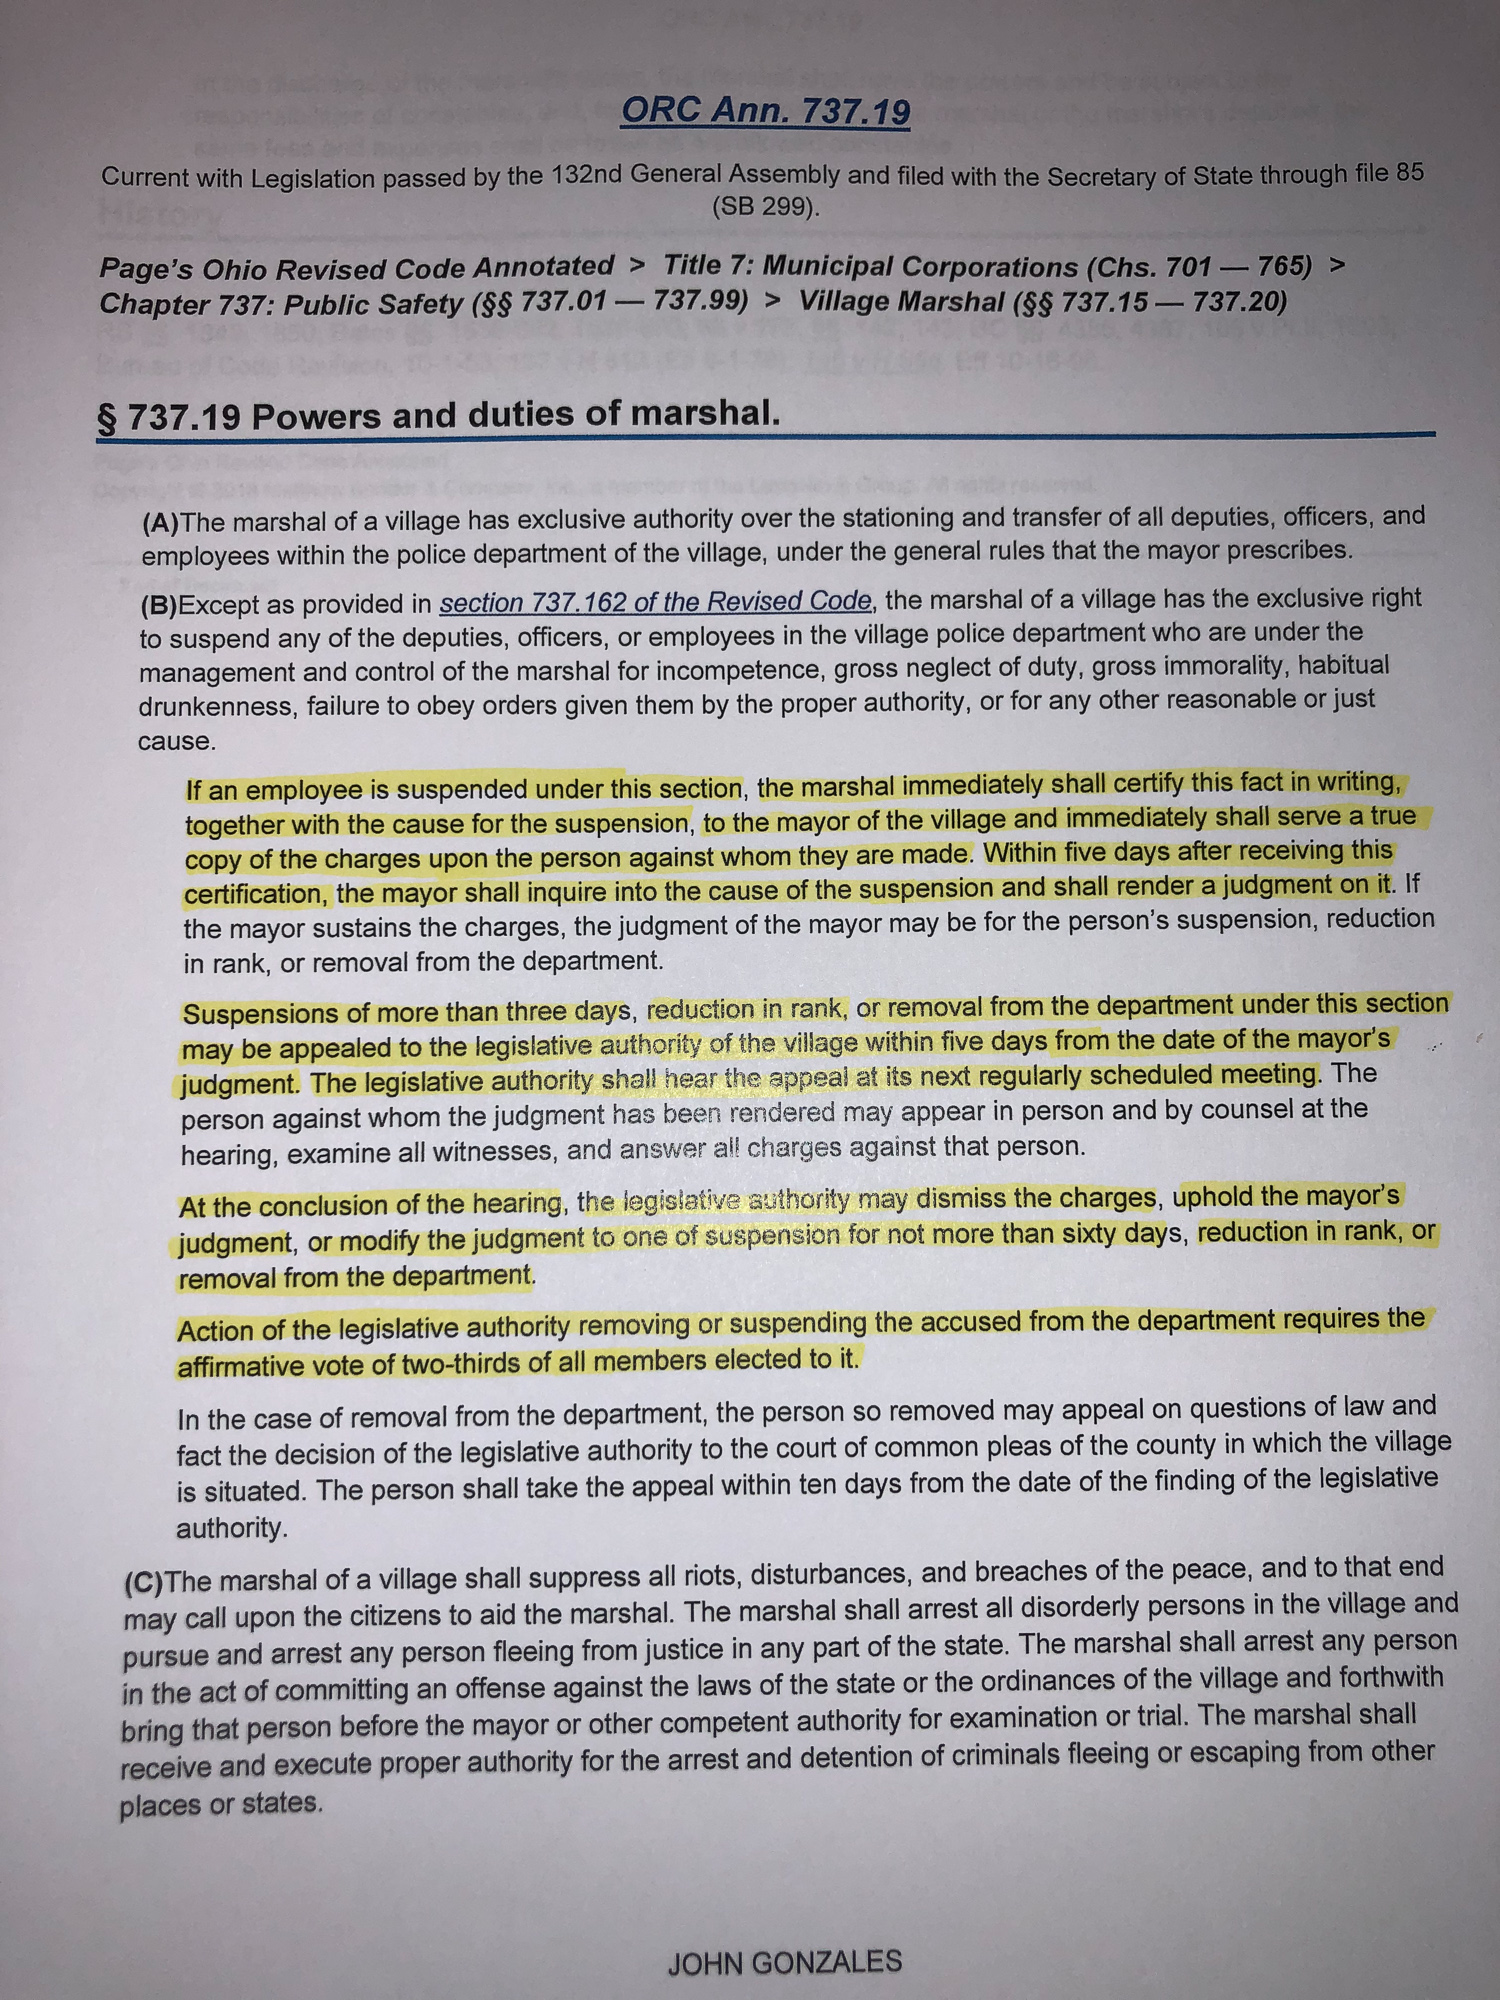 ORC Ann. 737.19
Current with Legislation passed by the 132nd General Assembly and filed with the Secretary of State through file 85
(SB 299).
Page's Ohio Revised Code Annotated > Title 7: Municipal Corporations (Chs. 701 — 765) >
Chapter 737: Public Safety (§§ 737.01 — 737.99) > Village Marshal (§§ 737.15 — 737.20)
§ 737.19 Powers and duties of marshal.
(A)The marshal of a village has exclusive authority over the stationing and transfer of all deputies, officers, and
employees within the police department of the village, under the general rules that the mayor prescribes.
(B)Except as provided in section 737.162 of the Revised Code, the marshal of a village has the exclusive right
to suspend any of the deputies, officers, or employees in the village police department who are under the
management and control of the marshal for incompetence, gross neglect of duty, gross immorality, habitual
drunkenness, failure to obey orders given them by the proper authority, or for any other reasonable or just
cause.
If an employee is suspended under this section, the marshal immediately shall certify this fact in writing,
together with the cause for the suspension, to the mayor of the village and immediately shall serve a true
copy of the charges upon the person against whom they are made. Within five days after receiving this
certification, the mayor shall inquire into the cause of the suspension and shall render a judgment on it. If
the mayor sustains the charges, the judgment of the mayor may be for the person's suspension, reduction
in rank, or removal from the department.
Suspensions of more than three days, reduction in rank, or removal from the department under this section
may be appealed to the legislative authority of the village within five days from the date of the mayor's
judgment. The legislative authority shall hear the appeal at its next regularly scheduled meeting. The
person against whom the judgment has been rendered may appear in person and by counsel at the
hearing, examine all witnesses, and answer all charges against that person.
At the conclusion of the hearing, the legislative authority may dismiss the charges, uphold the mayor's
judgment, or modify the judgment to one of suspension for not more than sixty days, reduction in rank, or
removal from the department.
Action of the legislative authority removing or suspending the accused from the department requires the
affirmative vote of two-thirds of all members elected to it.
In the case of removal from the department, the person so removed may appeal on questions of law and
fact the decision of the legislative authority to the court of common pleas of the county in which the village
is situated. The person shall take the appeal within ten days from the date of the finding of the legislative
authority.
(C)The marshal of a village shall suppress all riots, disturbances, and breaches of the peace, and to that end
may call upon the citizens to aid the marshal. The marshal shall arrest all disorderly persons in the village and
pursue and arrest any person fleeing from justice in any part of the state. The marshal shall arrest any person
in the act of committing an offense against the laws of the state or the ordinances of the village and forthwith
bring that person before the mayor or other competent authority for examination or trial. The marshal shall
receive and execute proper authority for the arrest and detention of criminals fleeing or escaping from other
places or states.
JOHN GONZALES